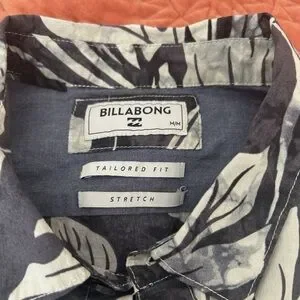 BILLABONG
M/M
TAILORED FIT
STRETCH